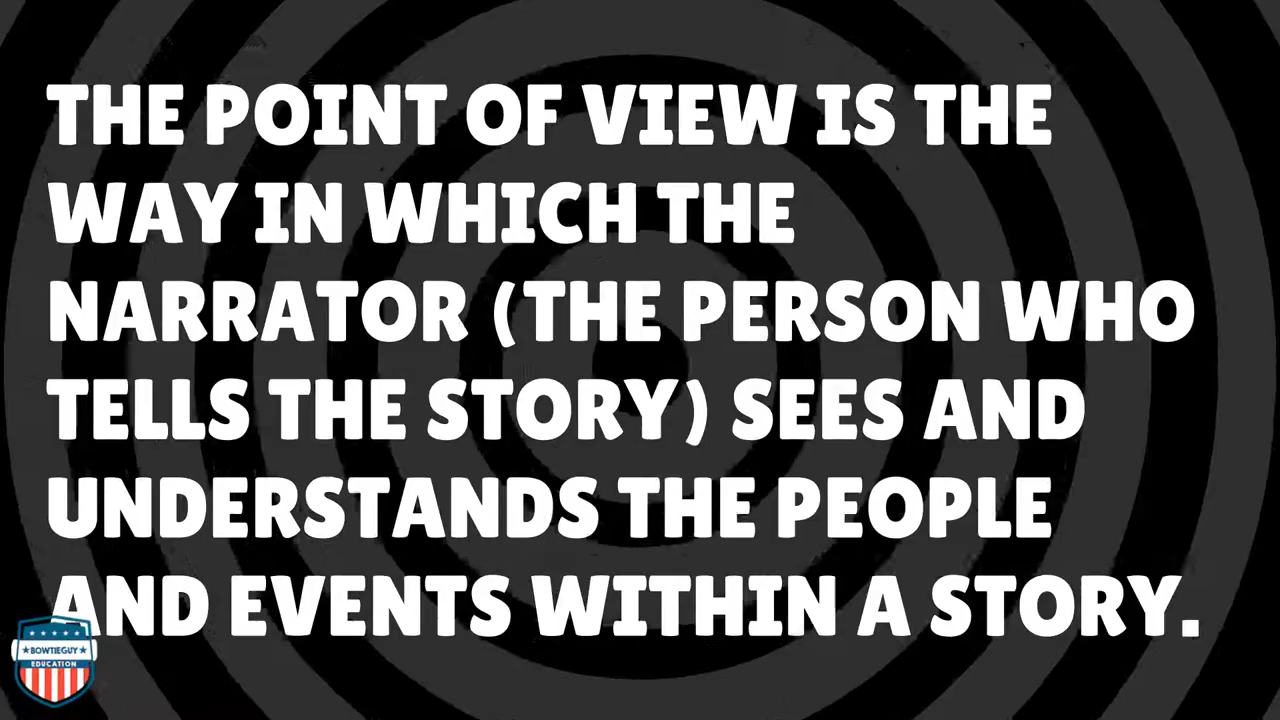 THE POINT OF VIEW IS THE
WAY IN WHICH THE
NARRATOR (THE PERSON WHO
TELLS THE STORY) SEES AND
UNDERSTANDS THE PEOPLE
AND EVENTS WITHIN A STORY.
BOWTIEGUY
EDUCATION